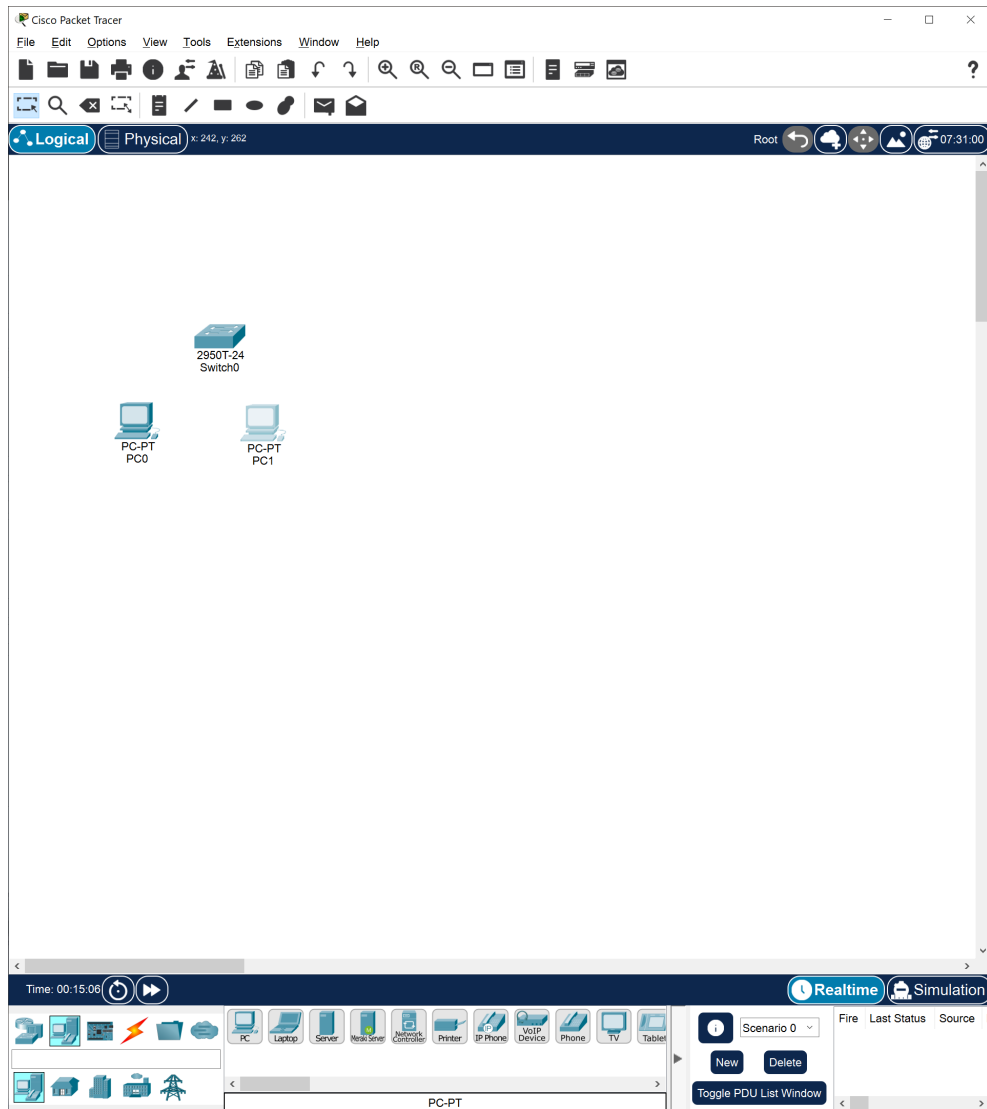 Cisco Packet Tracer
File Edit Options View Tools Extensions Window Help
Logical Physical x: 242, y: 262 Root 07:31:00
2950T-24
Switch0
PC-PT
PC0
PC-PT
PC1
Time: 00:15:06 Realtime Simulation
PC Laptop Server Meraki Server Network Controller Printer IP Phone VoIP Device Phone TV Tablet
Scenario 0
Fire Last Status Source
New Delete
Toggle PDU List Window
PC-PT